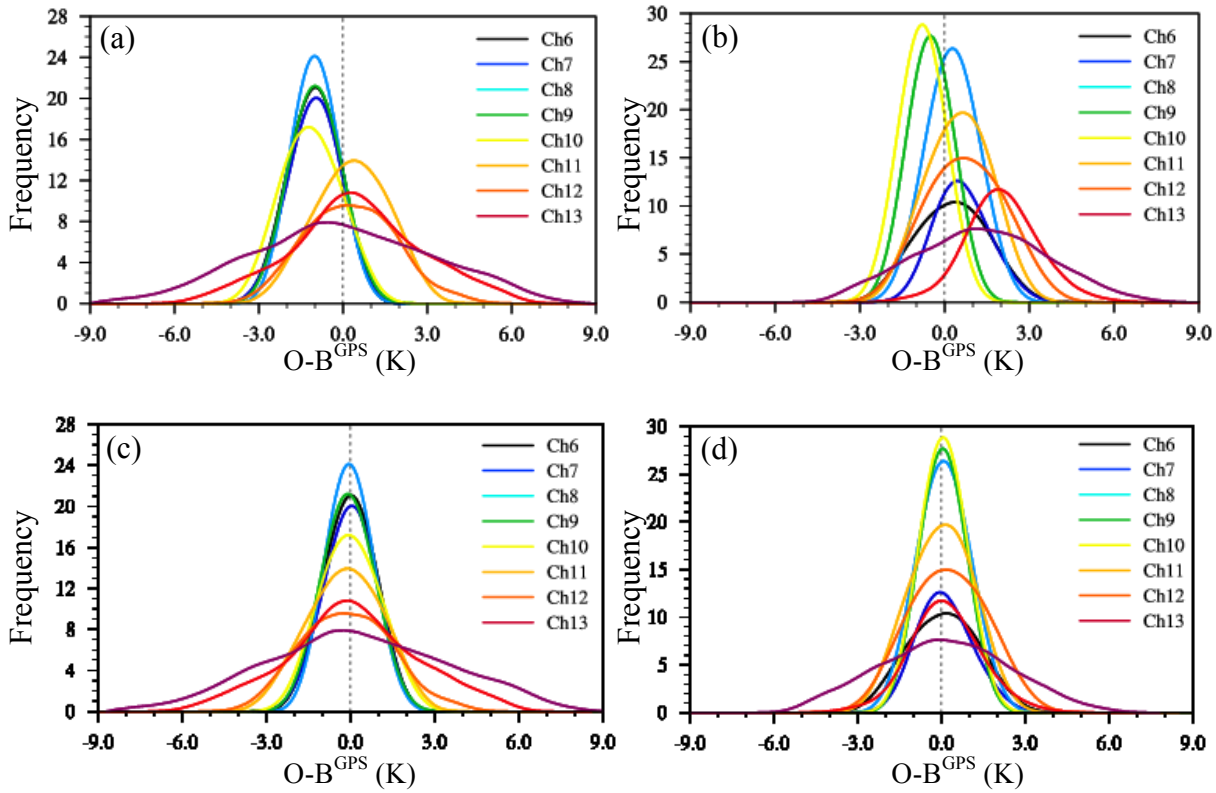 (a)
28
24
20
16
12
8
4
0
Frequency
Ch6
Ch7
Ch8
Ch9
Ch10
Ch11
Ch12
Ch13
-9.0 -6.0 -3.0 0.0 3.0 6.0 9.0
O-B^GPS (K)
(b)
30
25
20
15
10
5
0
Frequency
Ch6
Ch7
Ch8
Ch9
Ch10
Ch11
Ch12
Ch13
-9.0 -6.0 -3.0 0.0 3.0 6.0 9.0
O-B^GPS (K)
(c)
28
24
20
16
12
8
4
0
Frequency
Ch6
Ch7
Ch8
Ch9
Ch10
Ch11
Ch12
Ch13
-9.0 -6.0 -3.0 0.0 3.0 6.0 9.0
O-B^GPS (K)
(d)
30
25
20
15
10
5
0
Frequency
Ch6
Ch7
Ch8
Ch9
Ch10
Ch11
Ch12
Ch13
-9.0 -6.0 -3.0 0.0 3.0 6.0 9.0
O-B^GPS (K)